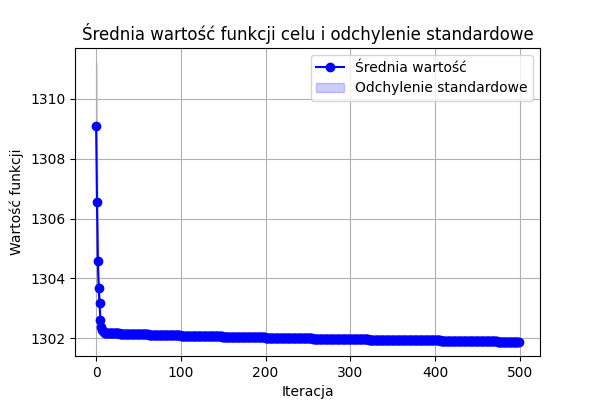 Średnia wartość funkcji celu i odchylenie standardowe
Średnia wartość
Odchylenie standardowe
Wartość funkcji
1310
1308
1306
1304
1302
0 100 200 300 400 500
Iteracja